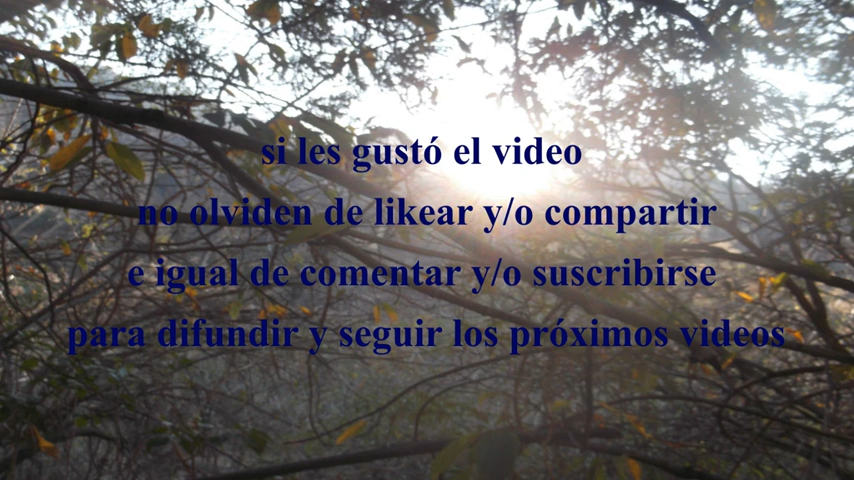 si les gustó el video
no olviden de likear y/o compartir
e igual de comentar y/o suscribirse
para difundir y seguir los próximos videos